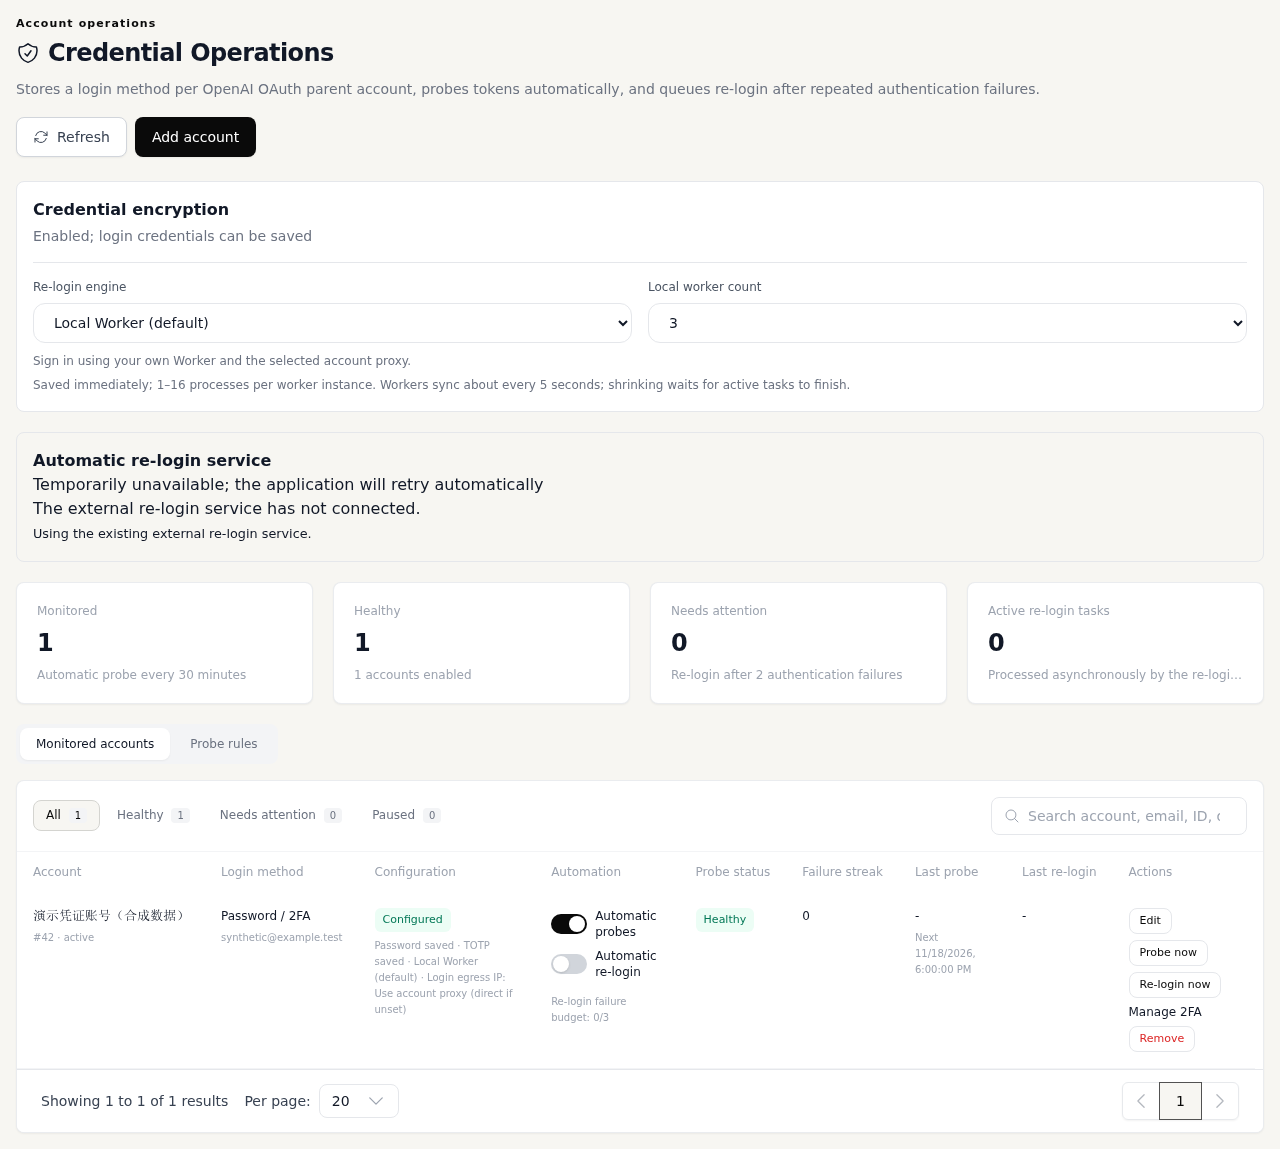 Account operations
Credential Operations
Stores a login method per OpenAI OAuth parent account, probes tokens automatically, and queues re-login after repeated authentication failures.
Refresh
Add account
Credential encryption
Enabled; login credentials can be saved
Re-login engine
Local worker count
Local Worker (default)
3
Sign in using your own Worker and the selected account proxy.
Saved immediately; 1–16 processes per worker instance. Workers sync about every 5 seconds; shrinking waits for active tasks to finish.
Automatic re-login service
Temporarily unavailable; the application will retry automatically
The external re-login service has not connected.
Using the existing external re-login service.
Monitored
1
Automatic probe every 30 minutes
Healthy
1
1 accounts enabled
Needs attention
0
Re-login after 2 authentication failures
Active re-login tasks
0
Processed asynchronously by the re-logi...
Monitored accounts
Probe rules
All 1
Healthy 1
Needs attention 0
Paused 0
Search account, email, ID,
Account
Login method
Configuration
Automation
Probe status
Failure streak
Last probe
Last re-login
Actions
演示凭证账号（合成数据）
#42 · active
Password / 2FA
synthetic@example.test
Configured
Password saved · TOTP
saved · Local Worker
(default) · Login egress IP:
Use account proxy (direct if
unset)
Automatic
probes
Automatic
re-login
Re-login failure
budget: 0/3
Healthy
0
-
Next
11/18/2026,
6:00:00 PM
-
Edit
Probe now
Re-login now
Manage 2FA
Remove
Showing 1 to 1 of 1 results
Per page:
20
1